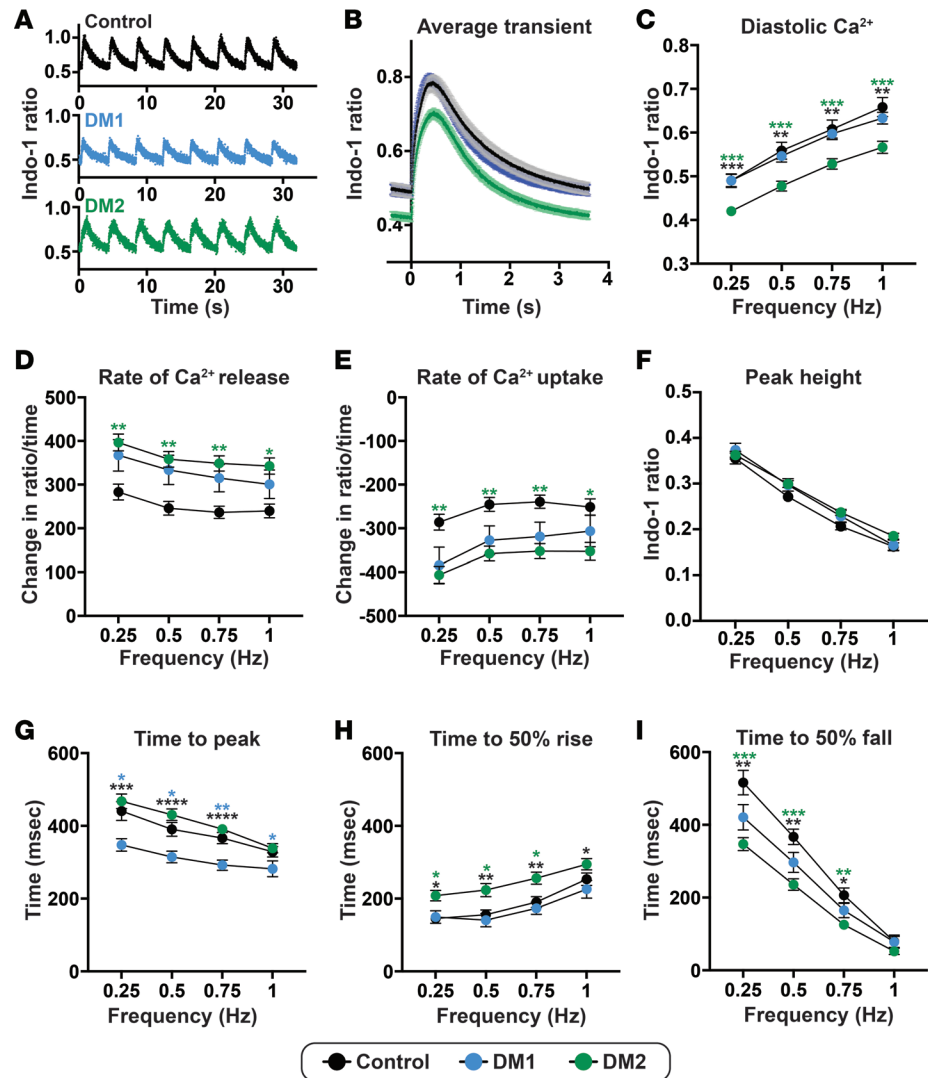 A
Control
1.0
0.5
0 10 20 30
DM1
1.0
0.5
DM2
1.0
0.5
0 10 20 30
Indo-1 ratio
Time (s)
B
Average transient
Indo-1 ratio
0.8
0.6
0.4
0 1 2 3 4
Time (s)
C
Diastolic Ca²⁺
0.7
0.6
0.5
0.4
0.3
*** *** *** ***
*** ** ** **
0.25 0.5 0.75 1
Frequency (Hz)
D
Rate of Ca²⁺ release
Change in ratio/time
500
400
300
200
100
0
** ** ** *
0.25 0.5 0.75 1
Frequency (Hz)
E
Rate of Ca²⁺ uptake
Change in ratio/time
-0
-100
-200
-300
-400
-500
** ** ** *
0.25 0.5 0.75 1
Frequency (Hz)
F
Peak height
Indo-1 ratio
0.5
0.4
0.3
0.2
0.1
0.0
0.25 0.5 0.75 1
Frequency (Hz)
G
Time to peak
Time (msec)
600
400
200
0
* * ** *
*** **** ****
0.25 0.5 0.75 1
Frequency (Hz)
H
Time to 50% rise
Time (msec)
600
400
200
0
* * * *
* ** **
0.25 0.5 0.75 1
Frequency (Hz)
I
Time to 50% fall
Time (msec)
600
400
200
0
*** *** **
** ** *
0.25 0.5 0.75 1
Frequency (Hz)
Control DM1 DM2